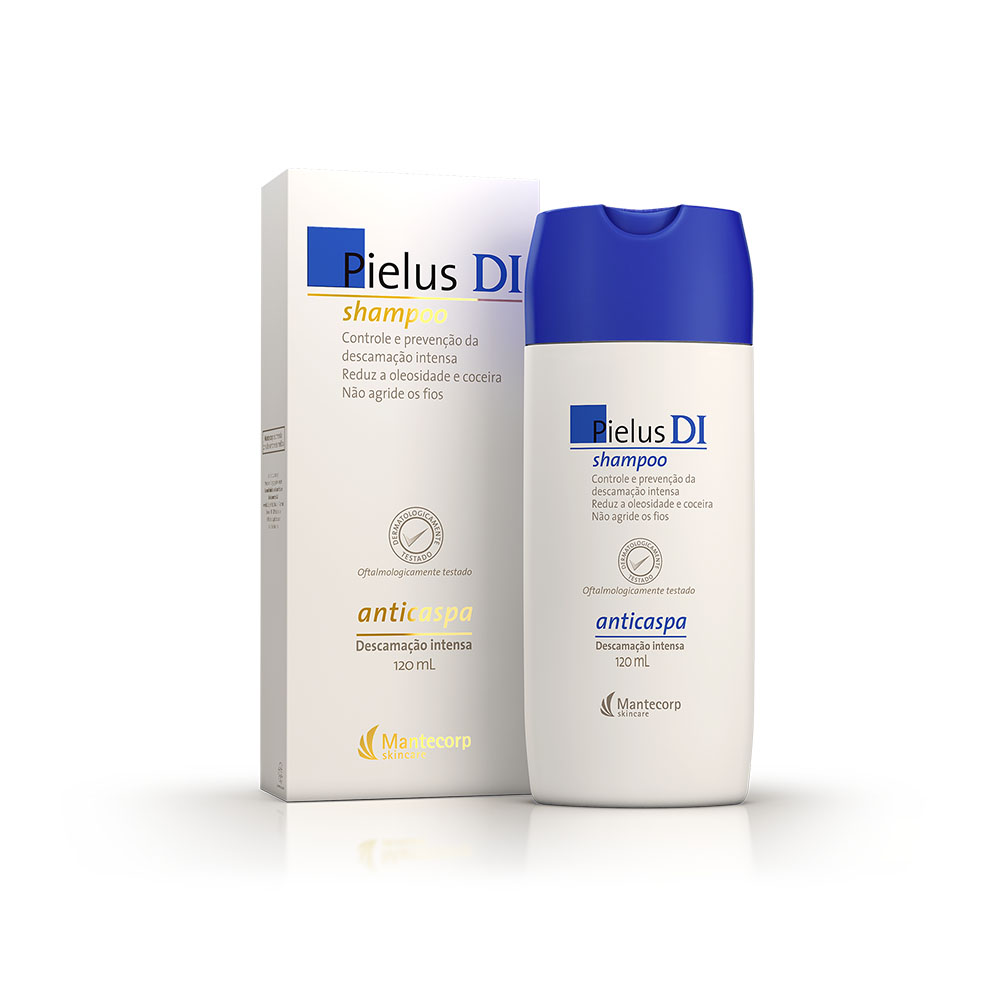 Pielus DI
shampoo
Controle e prevenção da
descamação intensa
Reduz a oleosidade e coceira
Não agride os fios
DERMATOLOGICAMENTE
TESTADO
Oftalmologicamente testado
anticaspa
Descamação intensa
120 mL
Mantecorp
skincare
Pielus DI
shampoo
Controle e prevenção da
descamação intensa
Reduz a oleosidade e coceira
Não agride os fios
DERMATOLOGICAMENTE
TESTADO
Oftalmologicamente testado
anticaspa
Descamação intensa
120 mL
Mantecorp
skincare